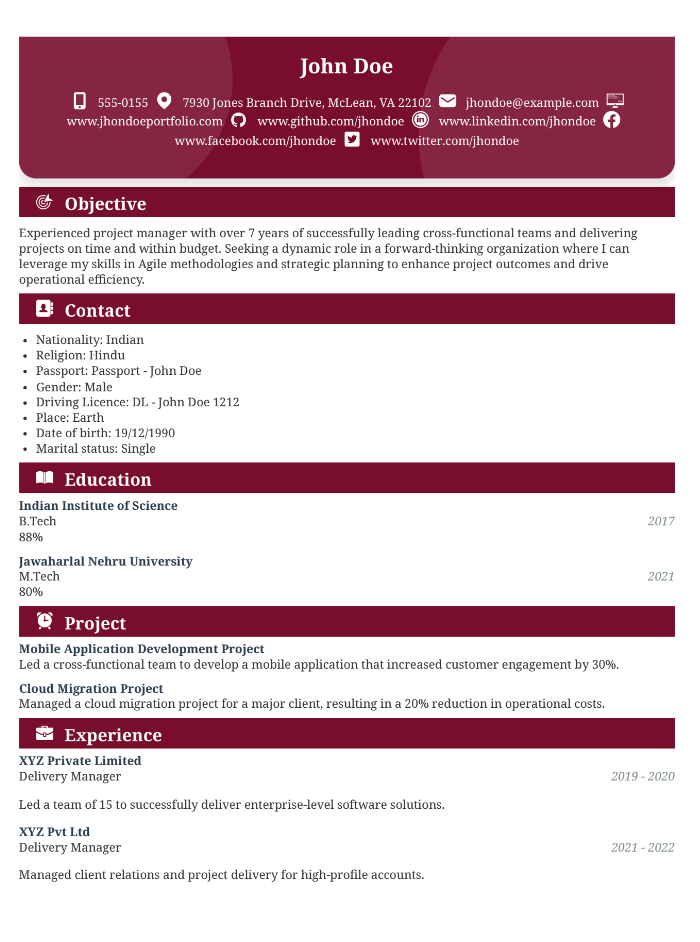 John Doe
555-0155 7930 Jones Branch Drive, McLean, VA 22102 jhondoe@example.com
www.jhondoeportfolio.com www.github.com/jhondoe www.linkedin.com/jhondoe
www.facebook.com/jhondoe www.twitter.com/jhondoe
Objective
Experienced project manager with over 7 years of successfully leading cross-functional teams and delivering
projects on time and within budget. Seeking a dynamic role in a forward-thinking organization where I can
leverage my skills in Agile methodologies and strategic planning to enhance project outcomes and drive
operational efficiency.
Contact
• Nationality: Indian
• Religion: Hindu
• Passport: Passport - John Doe
• Gender: Male
• Driving Licence: DL - John Doe 1212
• Place: Earth
• Date of birth: 19/12/1990
• Marital status: Single
Education
Indian Institute of Science
B.Tech 2017
88%
Jawaharlal Nehru University
M.Tech 2021
80%
Project
Mobile Application Development Project
Led a cross-functional team to develop a mobile application that increased customer engagement by 30%.
Cloud Migration Project
Managed a cloud migration project for a major client, resulting in a 20% reduction in operational costs.
Experience
XYZ Private Limited
Delivery Manager 2019 - 2020
Led a team of 15 to successfully deliver enterprise-level software solutions.
XYZ Pvt Ltd
Delivery Manager 2021 - 2022
Managed client relations and project delivery for high-profile accounts.